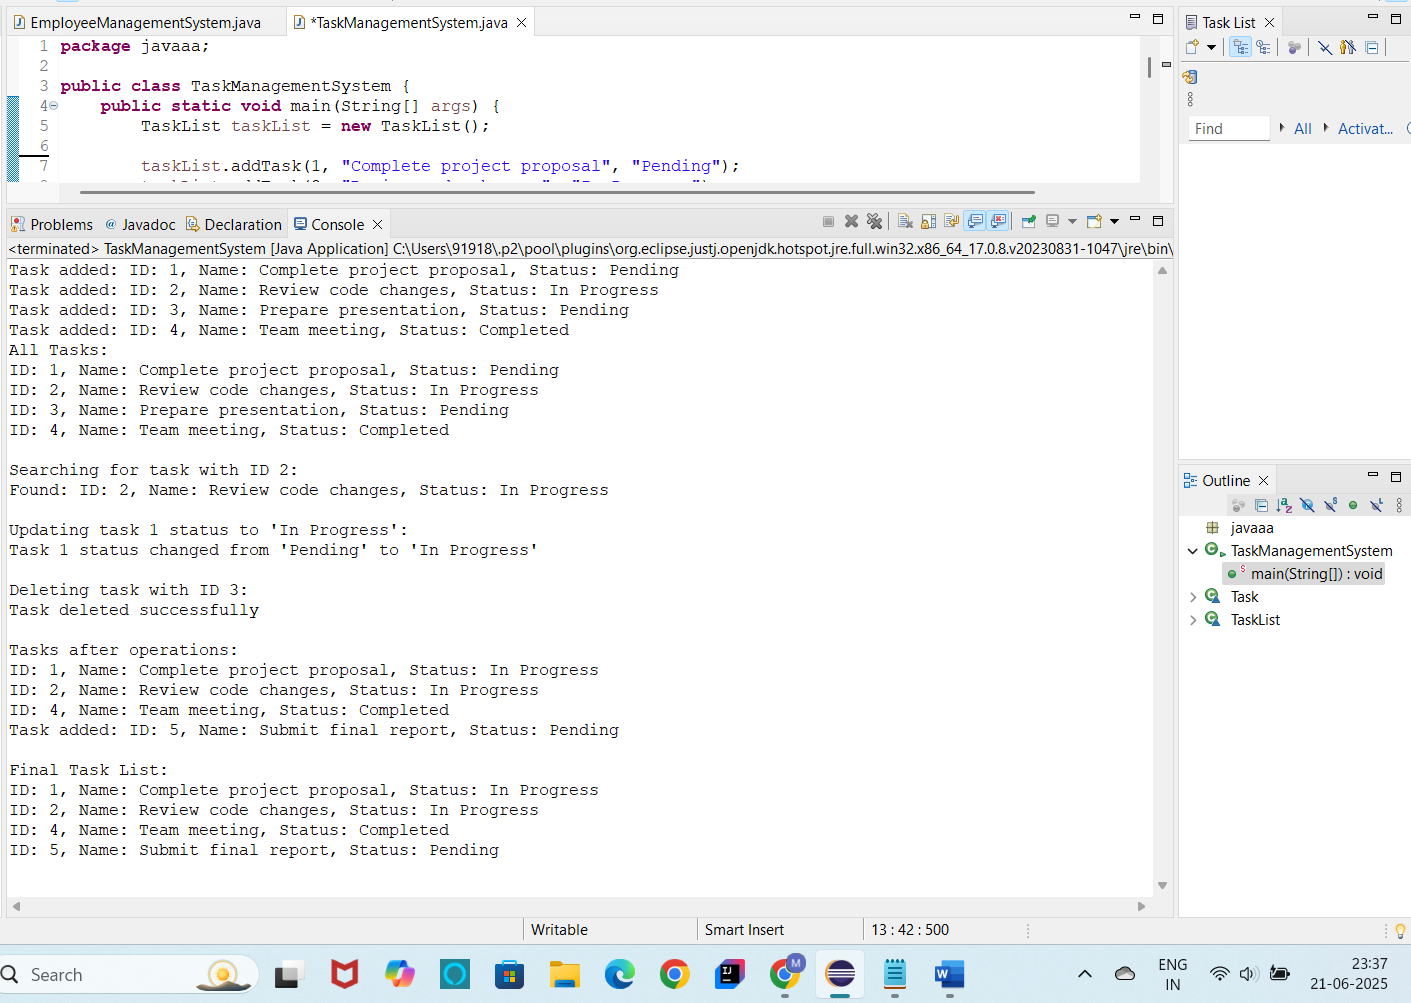 EmployeeManagementSystem.java
*TaskManagementSystem.java
1 package javaaa;
2
3 public class TaskManagementSystem {
4 public static void main(String[] args) {
5 TaskList taskList = new TaskList();
6
7 taskList.addTask(1, "Complete project proposal", "Pending");
Problems @ Javadoc Declaration Console
<terminated> TaskManagementSystem [Java Application] C:\Users\91918\.p2\pool\plugins\org.eclipse.justj.openjdk.hotspot.jre.full.win32.x86_64_17.0.8.v20230831-1047\jre\bin\
Task added: ID: 1, Name: Complete project proposal, Status: Pending
Task added: ID: 2, Name: Review code changes, Status: In Progress
Task added: ID: 3, Name: Prepare presentation, Status: Pending
Task added: ID: 4, Name: Team meeting, Status: Completed
All Tasks:
ID: 1, Name: Complete project proposal, Status: Pending
ID: 2, Name: Review code changes, Status: In Progress
ID: 3, Name: Prepare presentation, Status: Pending
ID: 4, Name: Team meeting, Status: Completed
Searching for task with ID 2:
Found: ID: 2, Name: Review code changes, Status: In Progress
Updating task 1 status to 'In Progress':
Task 1 status changed from 'Pending' to 'In Progress'
Deleting task with ID 3:
Task deleted successfully
Tasks after operations:
ID: 1, Name: Complete project proposal, Status: In Progress
ID: 2, Name: Review code changes, Status: In Progress
ID: 4, Name: Team meeting, Status: Completed
Task added: ID: 5, Name: Submit final report, Status: Pending
Final Task List:
ID: 1, Name: Complete project proposal, Status: In Progress
ID: 2, Name: Review code changes, Status: In Progress
ID: 4, Name: Team meeting, Status: Completed
ID: 5, Name: Submit final report, Status: Pending
Task List
Find All Activat...
Outline
javaaa
TaskManagementSystem
main(String[]) : void
Task
TaskList
Writable Smart Insert 13 : 42 : 500
Search
ENG
IN
23:37
21-06-2025